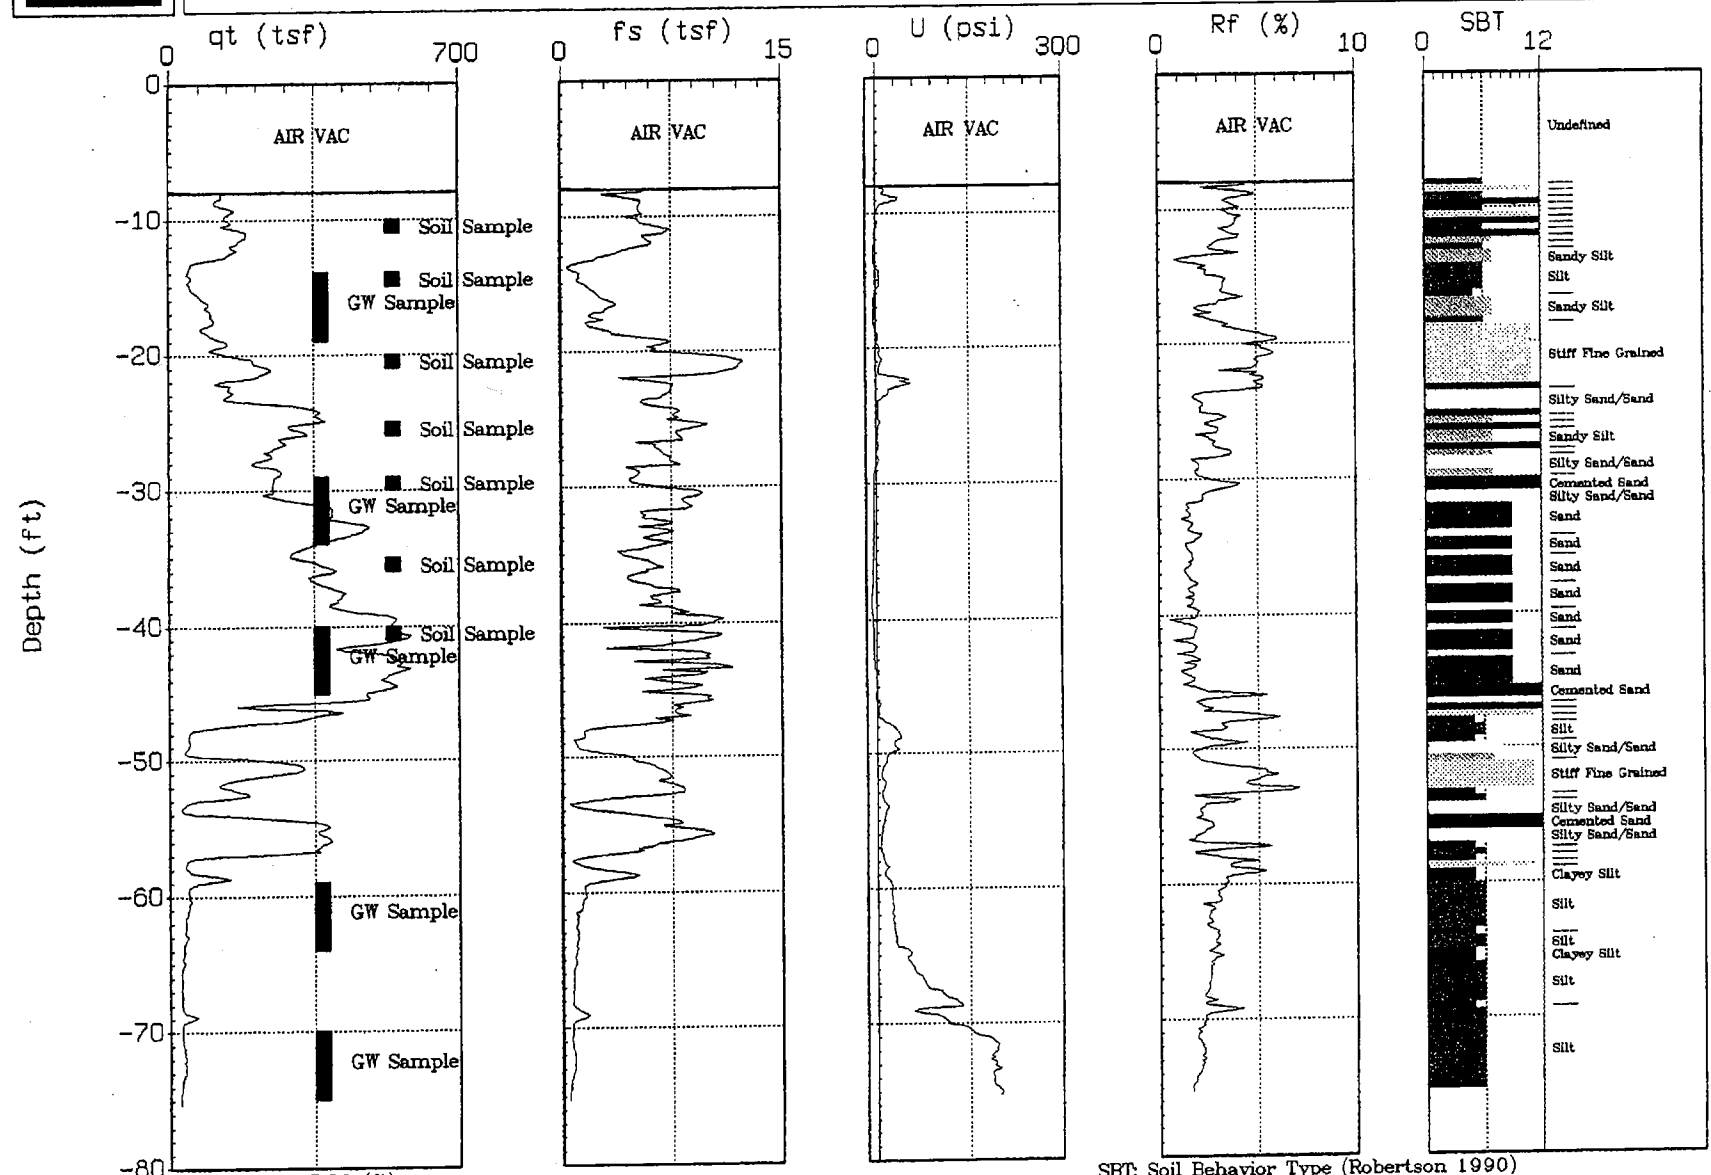 qt (tsf)
0 700
fs (tsf)
0 15
U (psi)
0 300
Rf (%)
0 10
SBT
0 12
Depth (ft)
0
-10
-20
-30
-40
-50
-60
-70
-80
AIR VAC
Soil Sample
Soil Sample
GW Sample
Soil Sample
Soil Sample
Soil Sample
GW Sample
Soil Sample
Soil Sample
GW Sample
GW Sample
GW Sample
AIR VAC
AIR VAC
AIR VAC
Undefined
Sandy Silt
Silt
Sandy Silt
Stiff Fine Grained
Silty Sand/Sand
Sandy Silt
Silty Sand/Sand
Cemented Sand
Silty Sand/Sand
Sand
Sand
Sand
Sand
Sand
Sand
Sand
Cemented Sand
Silt
Silty Sand/Sand
Stiff Fine Grained
Silty Sand/Sand
Cemented Sand
Silty Sand/Sand
Clayey Silt
Silt
Silt
Clayey Silt
Silt
Silt
SBT: Soil Behavior Type (Robertson 1990)